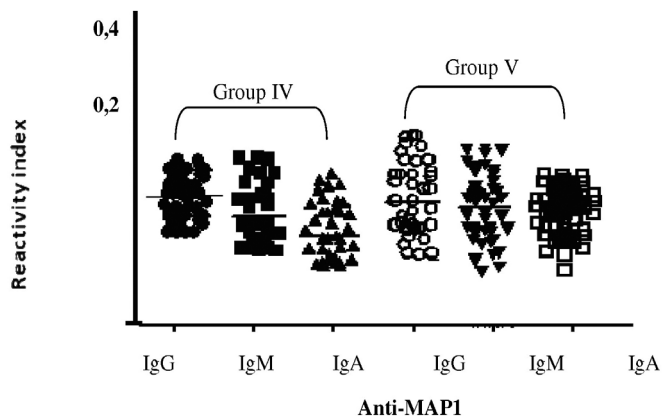 0,4
Group V
Group IV
0,2
Reactivity index
IgG IgM IgA IgG IgM IgA
Anti-MAP1